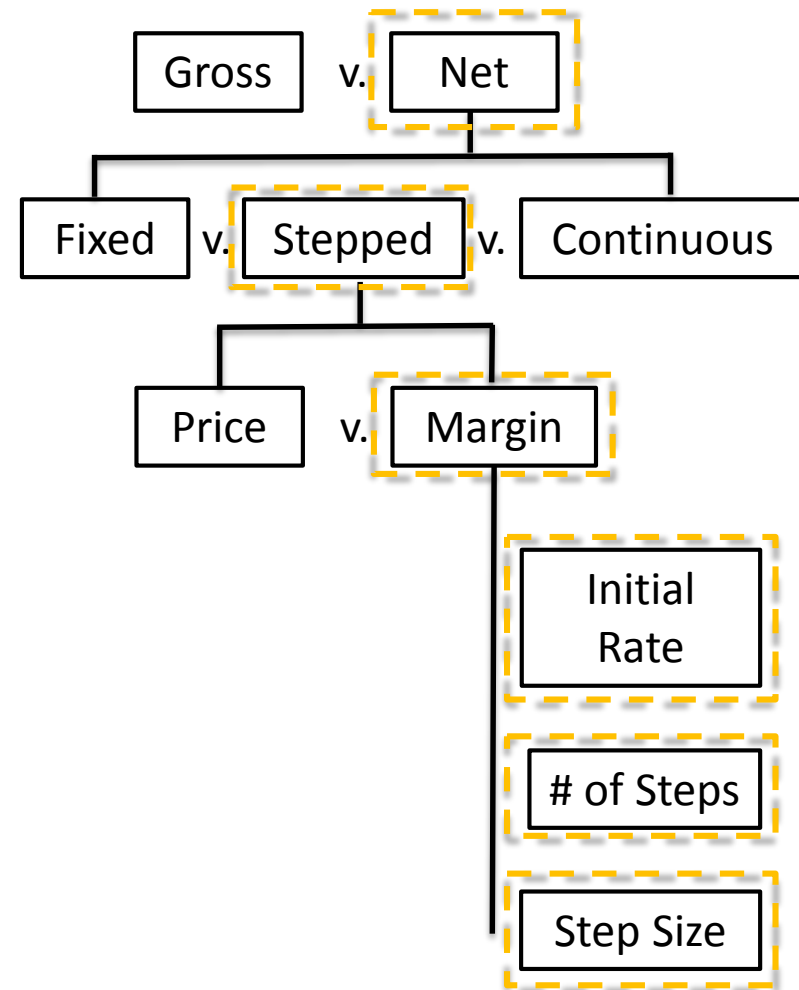 Gross v. Net
Fixed v. Stepped v. Continuous
Price v. Margin
Initial
Rate
# of Steps
Step Size